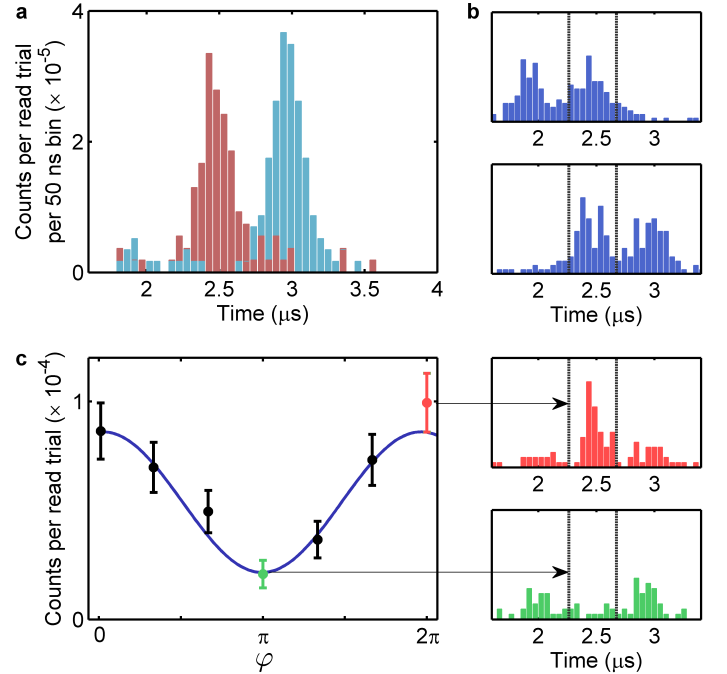 a
Counts per read trial
per 50 ns bin (× 10⁻⁵)
4
2
0
2 2.5 3 3.5 4
Time (μs)
b
2 2.5 3
2 2.5 3
Time (μs)
c
Counts per read trial (× 10⁻⁴)
1
0
0 π 2π
φ
2 2.5 3
2 2.5 3
Time (μs)